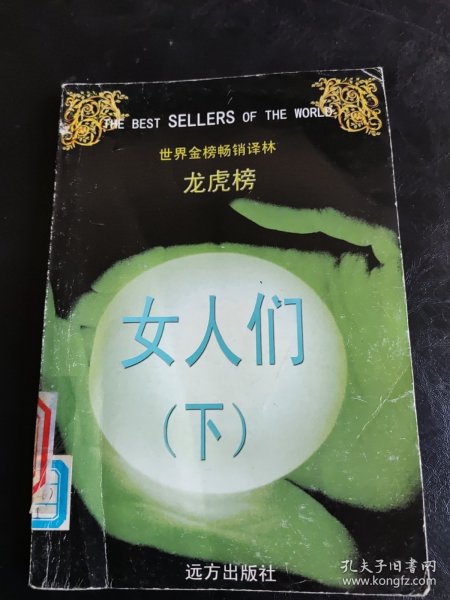 THE BEST SELLERS OF THE WORLD
世界金榜畅销译林
龙虎榜
女人们
（下）
远方出版社
孔夫子旧书网
www.kongfz.com